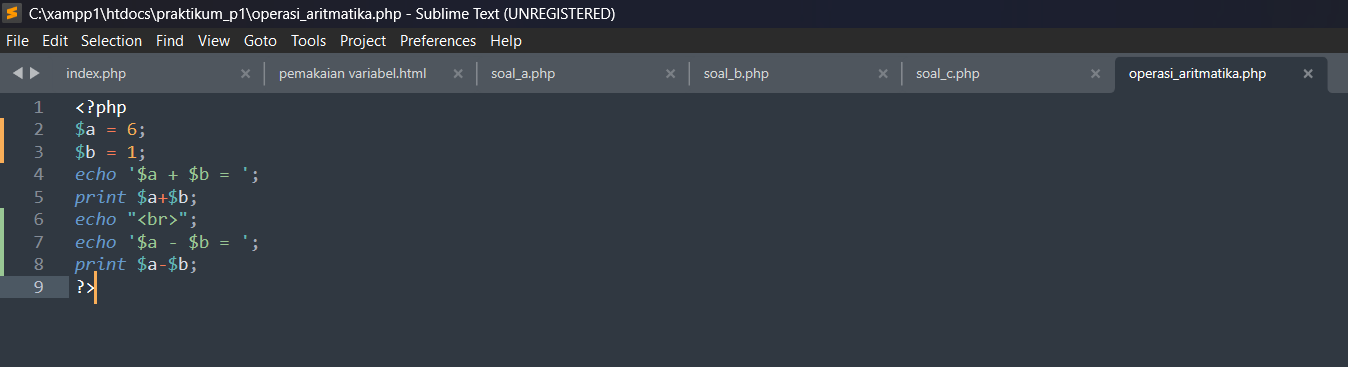 C:\xampp1\htdocs\praktikum_p1\operasi_aritmatika.php - Sublime Text (UNREGISTERED)
File Edit Selection Find View Goto Tools Project Preferences Help
index.php × pemakaian variabel.html × soal_a.php × soal_b.php × soal_c.php × operasi_aritmatika.php ×
1 <?php
2 $a = 6;
3 $b = 1;
4 echo '$a + $b = ';
5 print $a+$b;
6 echo "<br>";
7 echo '$a - $b = ';
8 print $a-$b;
9 ?>